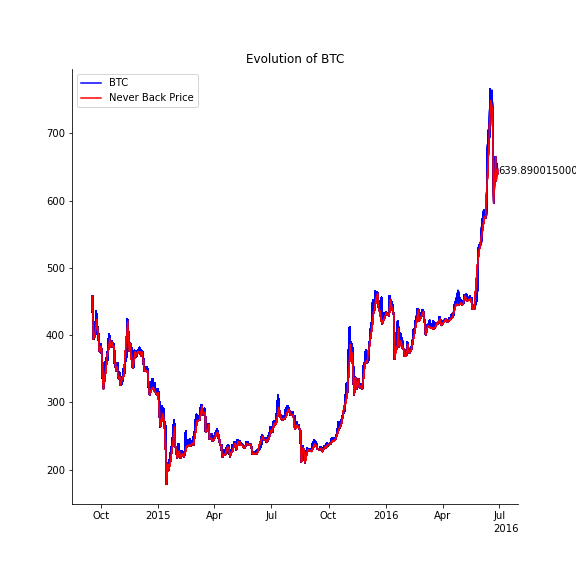 Evolution of BTC
BTC
Never Back Price
700
600
500
400
300
200
639.890015000
Oct
2015
Apr
Jul
Oct
2016
Apr
Jul
2016